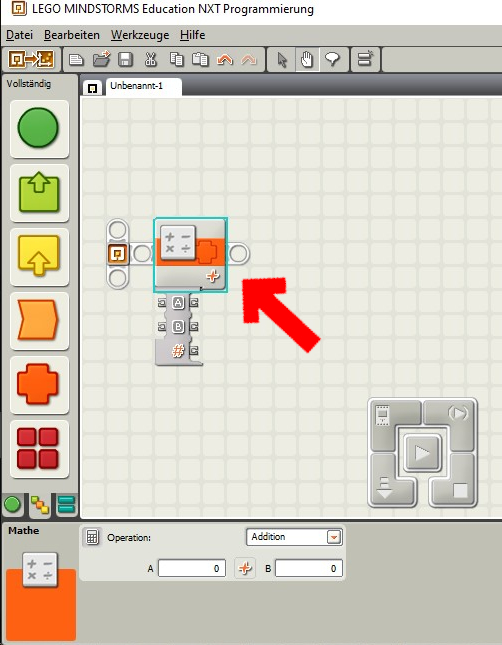 LEGO MINDSTORMS Education NXT Programmierung
Datei Bearbeiten Werkzeuge Hilfe
Vollständig
Unbenannt-1
A
B
#
Mathe
Operation: Addition
A 0 B 0